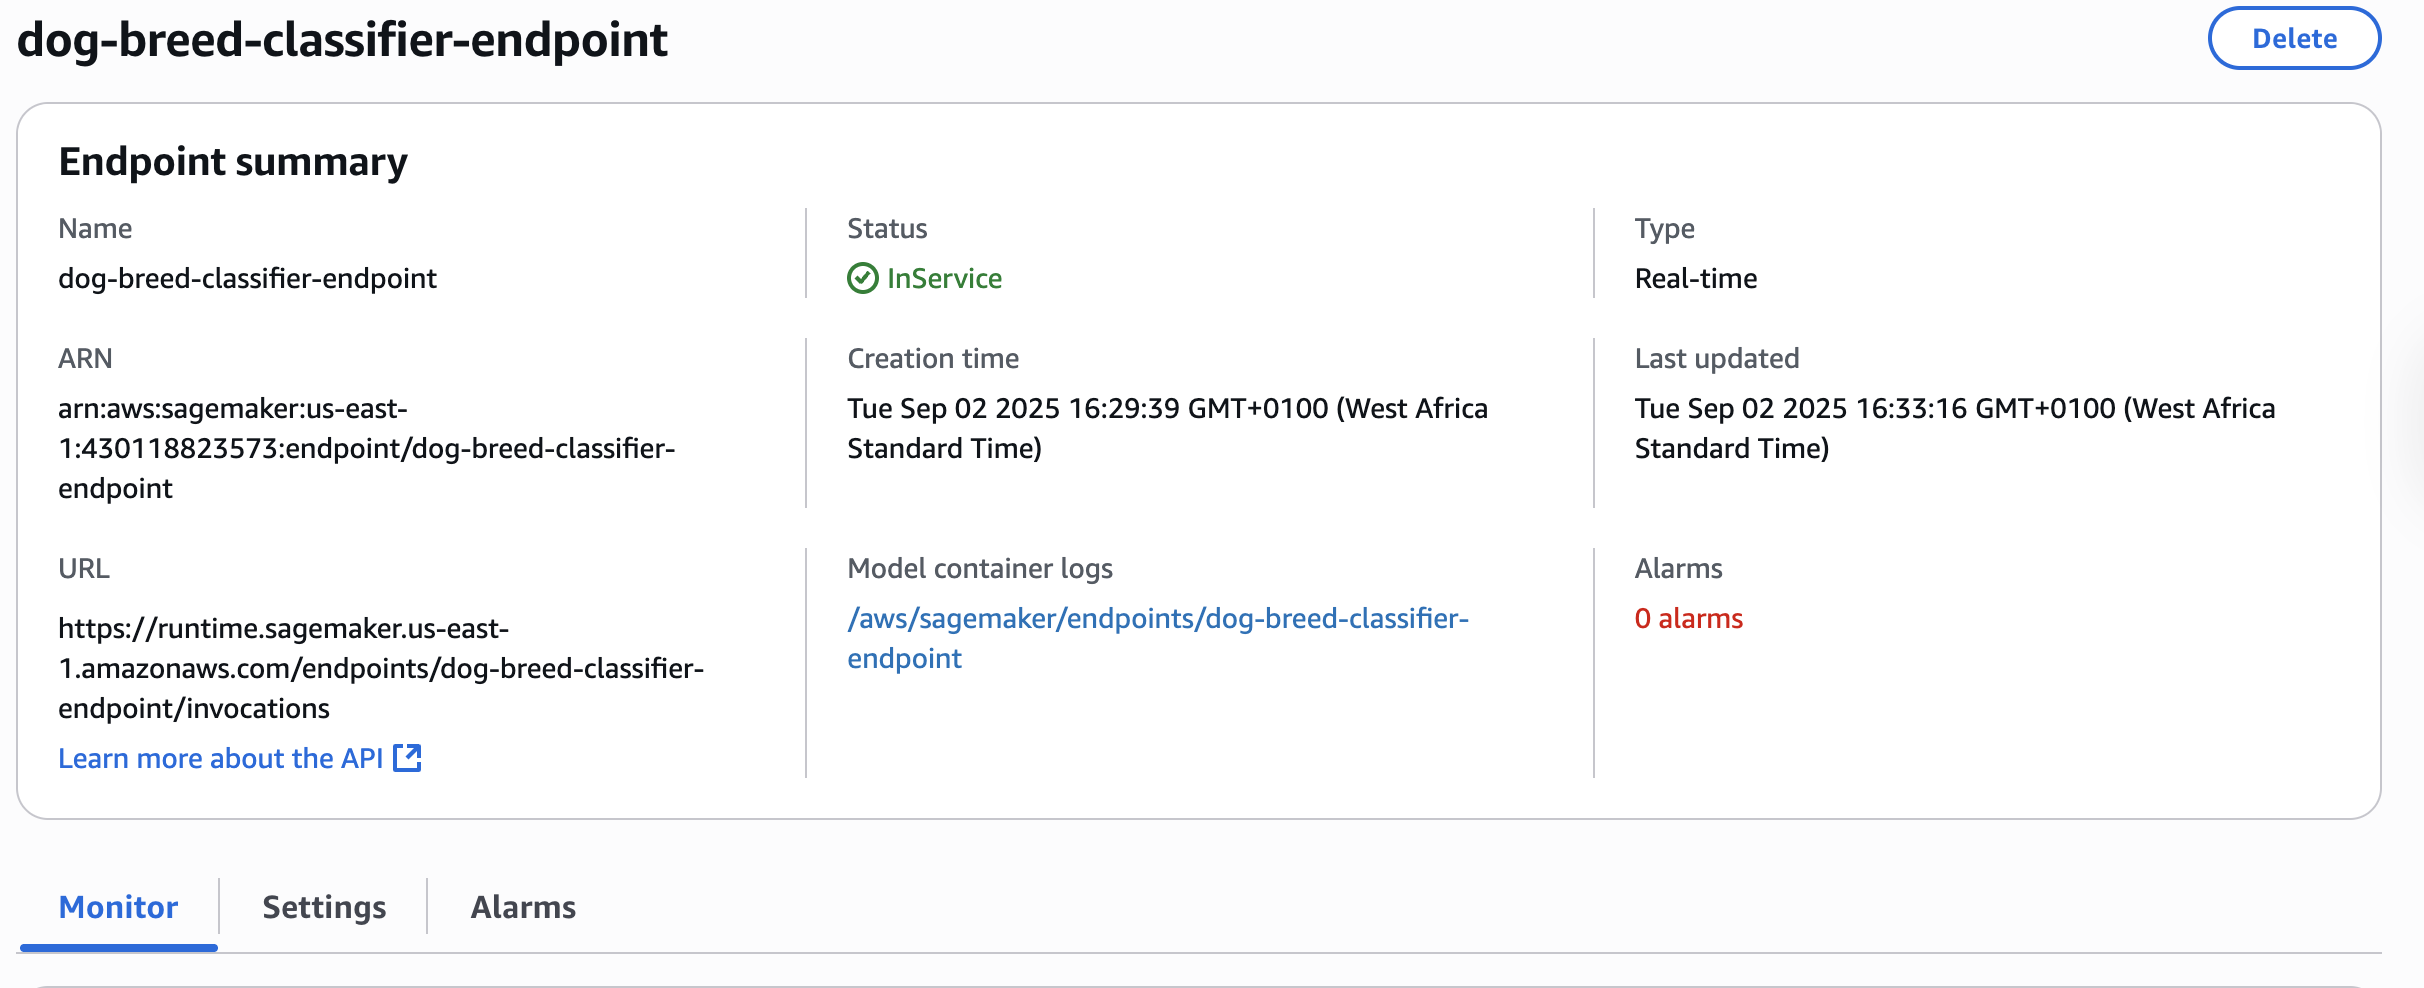 dog-breed-classifier-endpoint
Delete
Endpoint summary
Name
dog-breed-classifier-endpoint
Status
InService
Type
Real-time
ARN
arn:aws:sagemaker:us-east-
1:430118823573:endpoint/dog-breed-classifier-
endpoint
Creation time
Tue Sep 02 2025 16:29:39 GMT+0100 (West Africa
Standard Time)
Last updated
Tue Sep 02 2025 16:33:16 GMT+0100 (West Africa
Standard Time)
URL
https://runtime.sagemaker.us-east-
1.amazonaws.com/endpoints/dog-breed-classifier-
endpoint/invocations
Learn more about the API
Model container logs
/aws/sagemaker/endpoints/dog-breed-classifier-
endpoint
Alarms
0 alarms
Monitor
Settings
Alarms